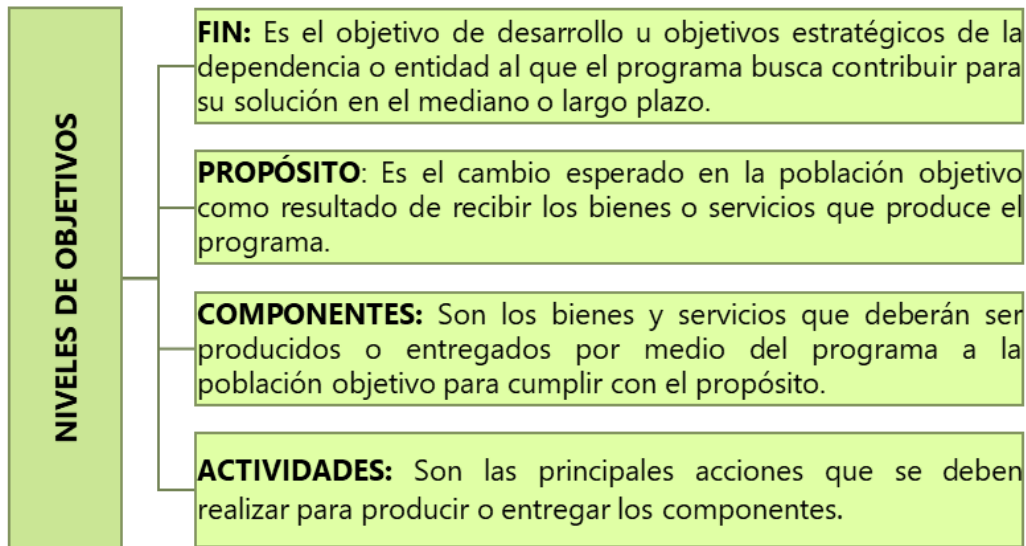 NIVELES DE OBJETIVOS
FIN: Es el objetivo de desarrollo u objetivos estratégicos de la
dependencia o entidad al que el programa busca contribuir para
su solución en el mediano o largo plazo.
PROPÓSITO: Es el cambio esperado en la población objetivo
como resultado de recibir los bienes o servicios que produce el
programa.
COMPONENTES: Son los bienes y servicios que deberán ser
producidos o entregados por medio del programa a la
población objetivo para cumplir con el propósito.
ACTIVIDADES: Son las principales acciones que se deben
realizar para producir o entregar los componentes.